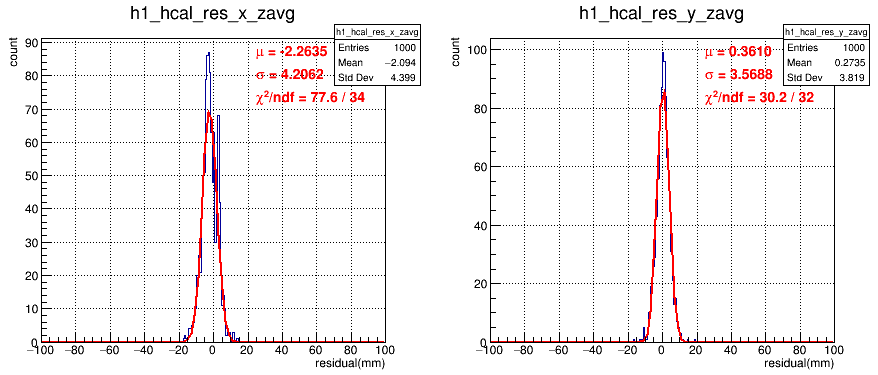 h1_hcal_res_x_zavg
count
90
80
70
60
50
40
30
20
10
0
−100 −80 −60 −40 −20 0 20 40 60 80 100
residual(mm)
μ = -2.2635
σ = 4.2062
χ²/ndf = 77.6 / 34
h1_hcal_res_x_zavg
Entries 1000
Mean −2.094
Std Dev 4.399
h1_hcal_res_y_zavg
count
100
80
60
40
20
0
−100 −80 −60 −40 −20 0 20 40 60 80 100
residual(mm)
μ = 0.3610
σ = 3.5688
χ²/ndf = 30.2 / 32
h1_hcal_res_y_zavg
Entries 1000
Mean 0.2735
Std Dev 3.819